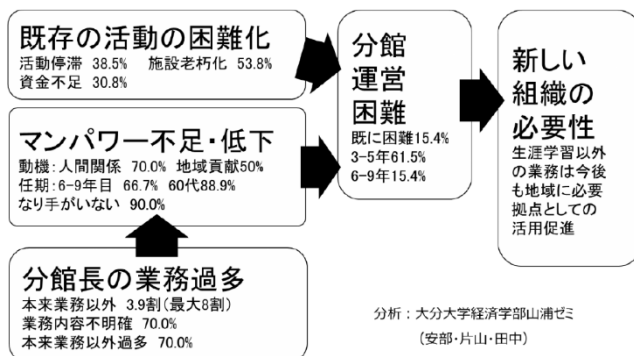 既存の活動の困難化
活動停滞 38.5% 施設老朽化 53.8%
資金不足 30.8%
マンパワー不足・低下
動機:人間関係 70.0% 地域貢献50%
任期:6-9年目 66.7% 60代88.9%
なり手がいない 90.0%
分館長の業務過多
本来業務以外 3.9割(最大8割)
業務内容不明確 70.0%
本来業務以外過多 70.0%
分館
運営
困難
既に困難15.4%
3-5年61.5%
6-9年15.4%
新しい
組織の
必要性
生涯学習以外
の業務は今後
も地域に必要
拠点としての
活用促進
分析:大分大学経済学部山浦ゼミ
(安部・片山・田中)